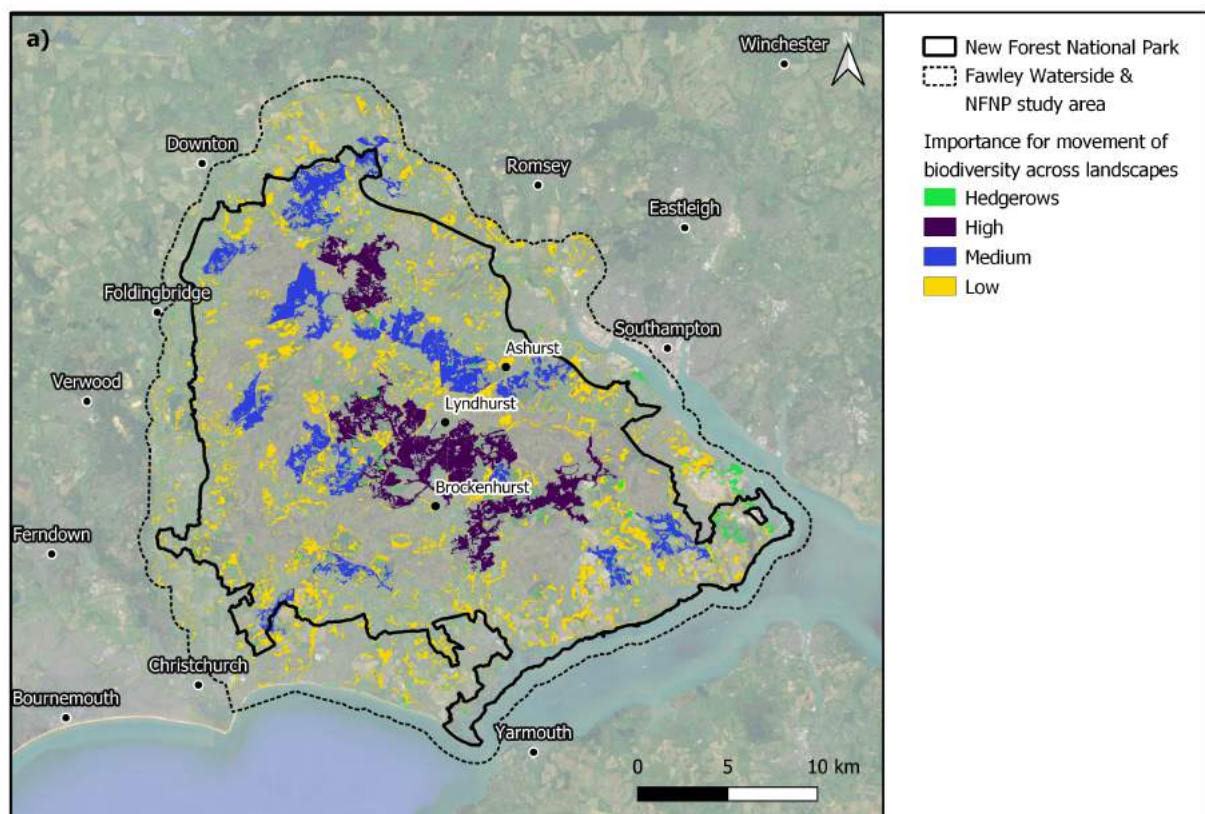 a)
Winchester
N
Downton
Romsey
Eastleigh
Foldingbridge
Southampton
Ashurst
Verwood
Lyndhurst
Brockenhurst
Ferndown
Christchurch
Bournemouth
Yarmouth
0 5 10 km
New Forest National Park
Fawley Waterside &
NFNP study area
Importance for movement of
biodiversity across landscapes
Hedgerows
High
Medium
Low